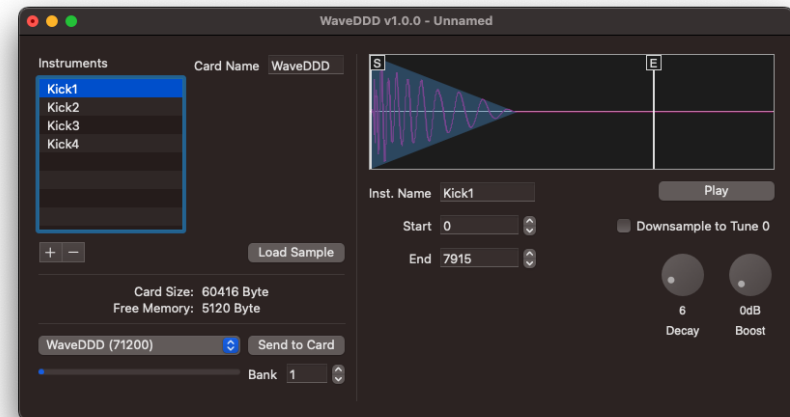 WaveDDD v1.0.0 - Unnamed
Instruments
Card Name WaveDDD
Kick1
Kick2
Kick3
Kick4
+ −
Load Sample
Card Size: 60416 Byte
Free Memory: 5120 Byte
WaveDDD (71200)
Send to Card
Bank 1
S
E
Inst. Name Kick1
Play
Start 0
Downsample to Tune 0
End 7915
6
0dB
Decay
Boost